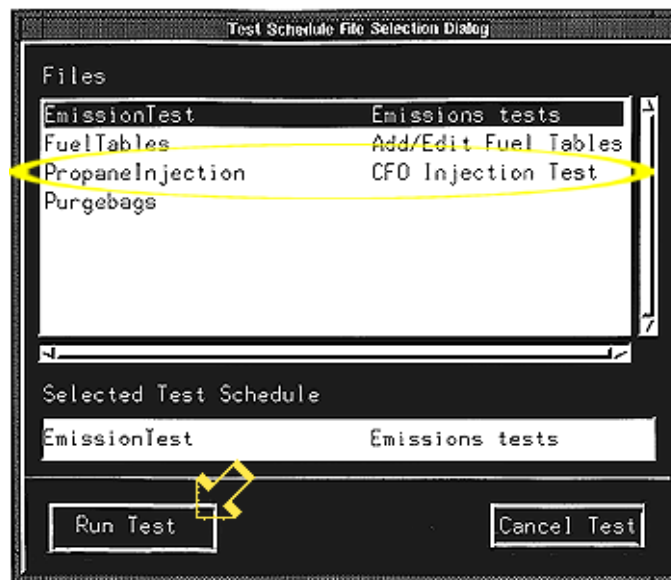 Test Schedule File Selection Dialog
Files
EmissionTest Emissions tests
FuelTables Add/Edit Fuel Tables
PropaneInjection CFO Injection Test
Purgebags
Selected Test Schedule
EmissionTest Emissions tests
Run Test Cancel Test